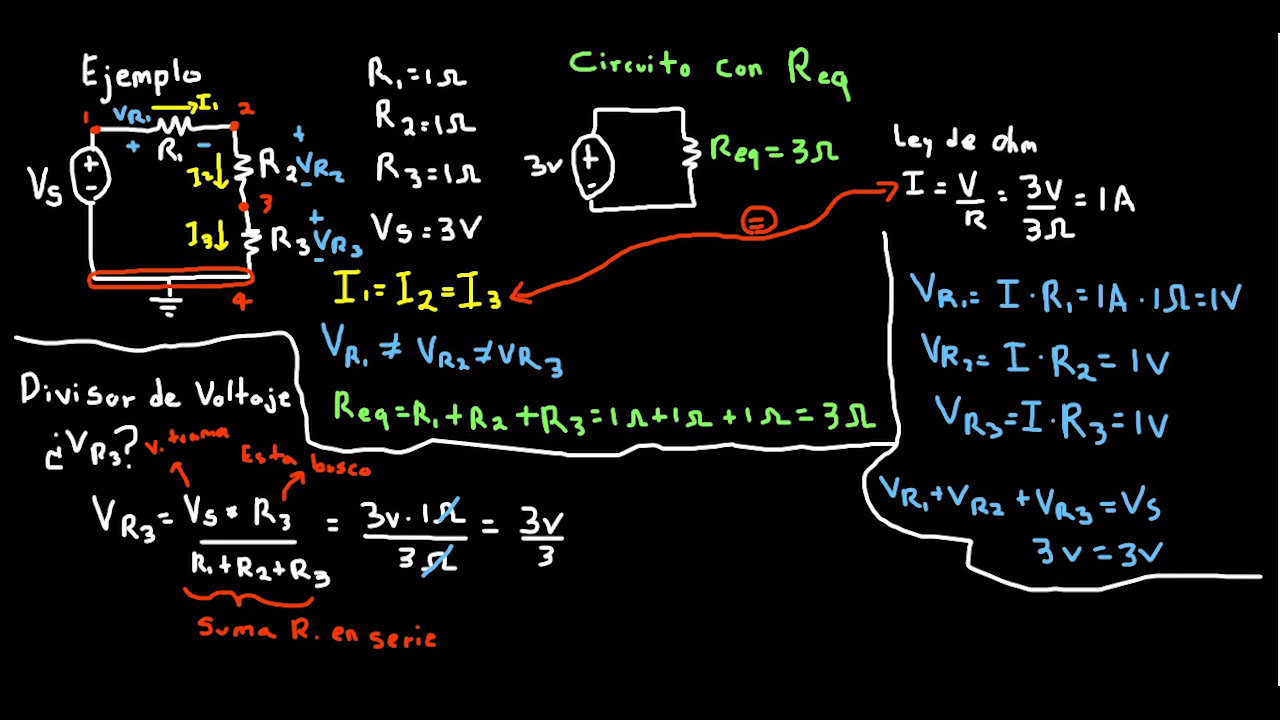 Ejemplo
1
VR1
I1
2
+
R1
-
Vs
+
-
I2↓
R2
+
VR2
-
3
I3↓
R3
+
VR3
-
4
R1=1Ω
R2=1Ω
R3=1Ω
Vs=3V
I1=I2=I3
VR1≠VR2≠VR3
Req=R1+R2+R3=1Ω+1Ω+1Ω=3Ω
Circuito con Req
3v
+
-
Req=3Ω
=
Ley de ohm
I=V/R=3V/3Ω=1A
VR1=I·R1=1A·1Ω=1V
VR2=I·R2=1V
VR3=I·R3=1V
VR1+VR2+VR3=Vs
3v=3v
Divisor de Voltaje
¿VR3?
V. trama
Esta busco
VR3=Vs*R3/R1+R2+R3=3v·1Ω/3Ω=3v/3
Suma R. en serie